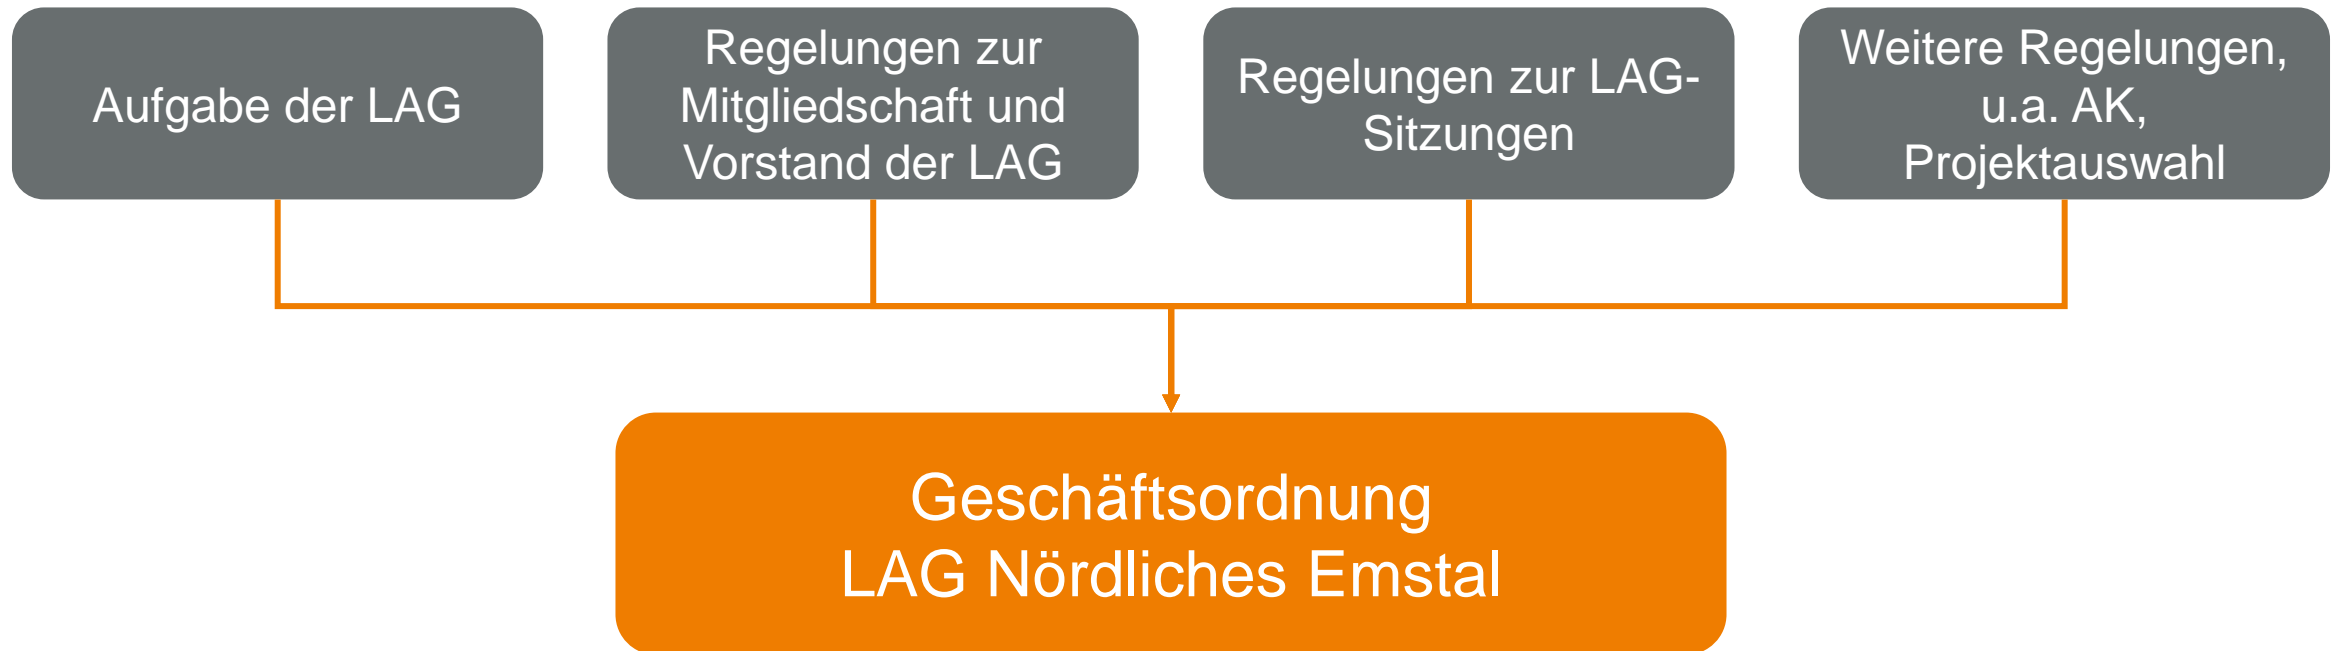 Aufgabe der LAG
Regelungen zur
Mitgliedschaft und
Vorstand der LAG
Regelungen zur LAG-
Sitzungen
Weitere Regelungen,
u.a. AK,
Projektauswahl
Geschäftsordnung
LAG Nördliches Emstal